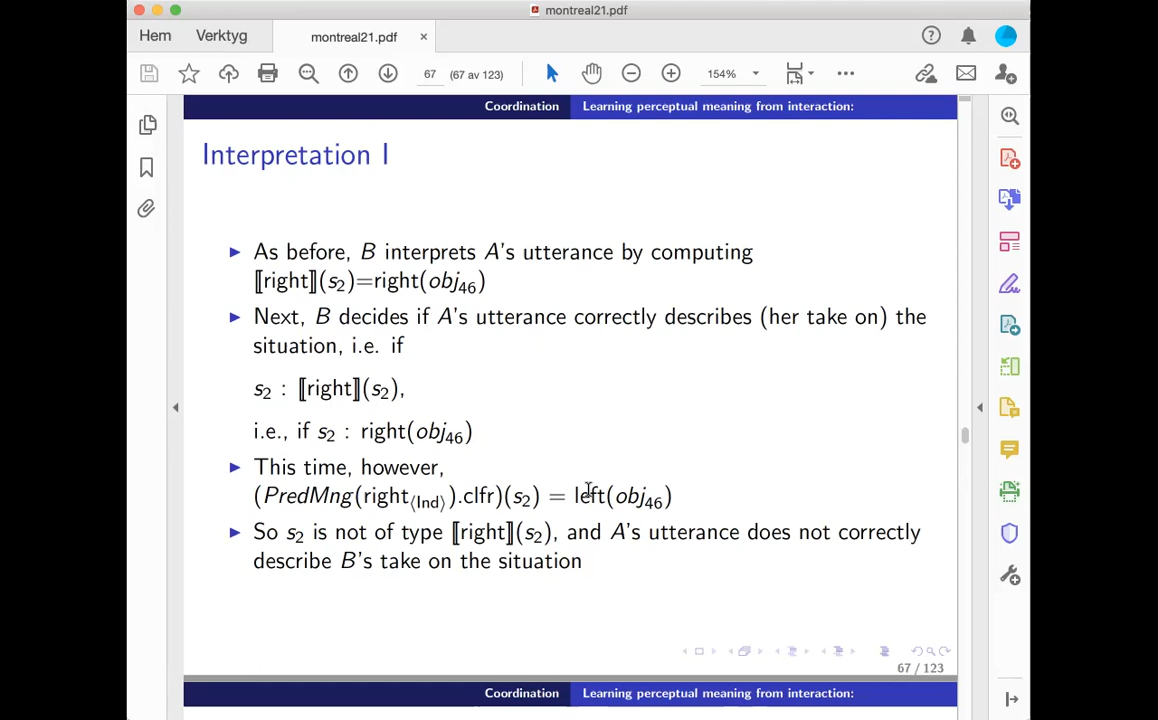 montreal21.pdf
Hem Verktyg montreal21.pdf ×
67 (67 av 123) 154%
Coordination Learning perceptual meaning from interaction:
Interpretation I
▶ As before, B interprets A's utterance by computing
⟦right⟧(s₂)=right(obj₄₆)
▶ Next, B decides if A's utterance correctly describes (her take on) the
situation, i.e. if
s₂ : ⟦right⟧(s₂),
i.e., if s₂ : right(obj₄₆)
▶ This time, however,
(PredMng(right⟨Ind⟩).clfr)(s₂) = left(obj₄₆)
▶ So s₂ is not of type ⟦right⟧(s₂), and A's utterance does not correctly
describe B's take on the situation
67 / 123
Coordination Learning perceptual meaning from interaction: